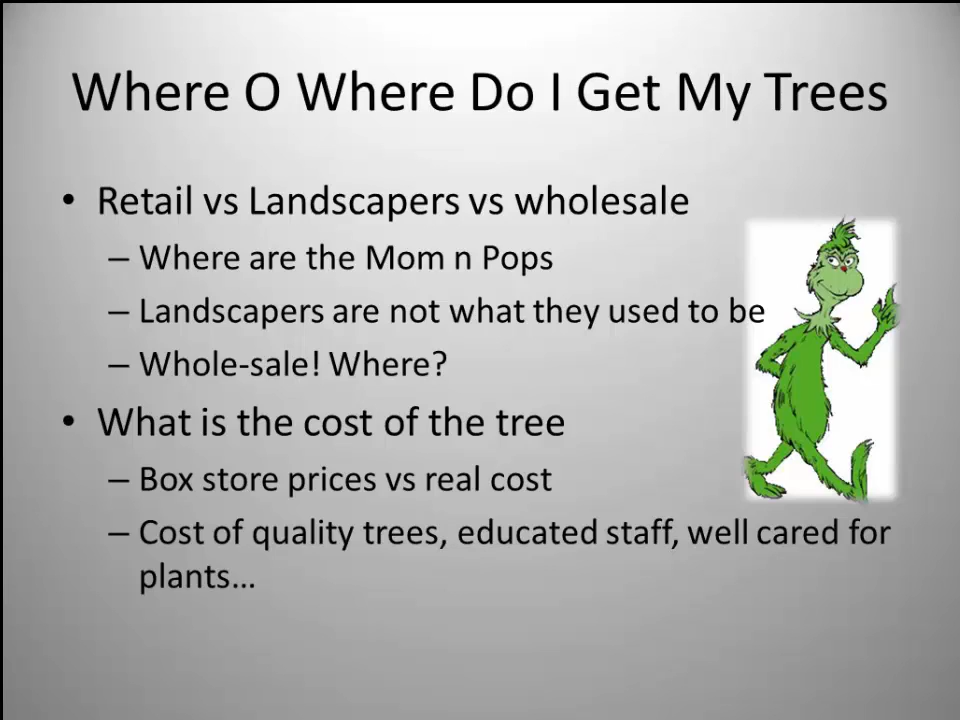 Where O Where Do I Get My Trees
• Retail vs Landscapers vs wholesale
– Where are the Mom n Pops
– Landscapers are not what they used to be
– Whole-sale! Where?
• What is the cost of the tree
– Box store prices vs real cost
– Cost of quality trees, educated staff, well cared for
plants…